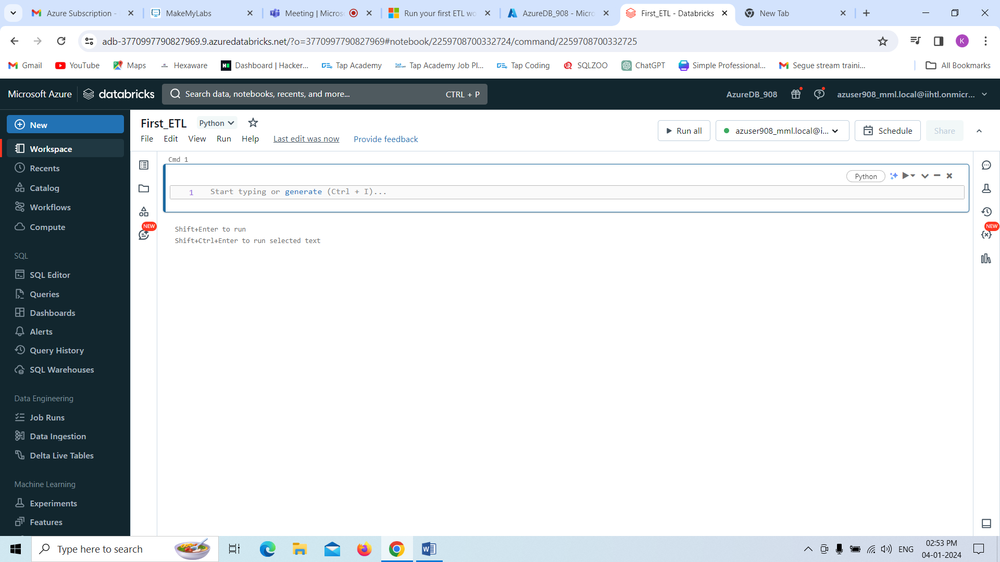 Azure Subscription -
MakeMyLabs
Meeting | Micros
Run your first ETL wo
AzureDB_908 - Micro
First_ETL - Databricks
New Tab
adb-3770997790827969.9.azuredatabricks.net/?o=3770997790827969#notebook/2259708700332724/command/2259708700332725
K
Gmail
YouTube
Maps
Hexaware
Dashboard | Hacker...
Tap Academy
Tap Academy Job Pl...
Tap Coding
SQLZOO
ChatGPT
Simple Professional...
Segue stream traini...
All Bookmarks
Microsoft Azure
databricks
Search data, notebooks, recents, and more...
CTRL + P
AzureDB_908
azuser908_mml.local@iihtl.onmicr...
New
Workspace
Recents
Catalog
Workflows
Compute
SQL
SQL Editor
Queries
Dashboards
Alerts
Query History
SQL Warehouses
Data Engineering
Job Runs
Data Ingestion
Delta Live Tables
Machine Learning
Experiments
Features
First_ETL
Python
File
Edit
View
Run
Help
Last edit was now
Provide feedback
Run all
azuser908_mml.local@i...
Schedule
Share
NEW
Cmd 1
Python
1
Start typing or generate (Ctrl + I)...
Shift+Enter to run
Shift+Ctrl+Enter to run selected text
NEW
Type here to search
ENG
02:53 PM
04-01-2024